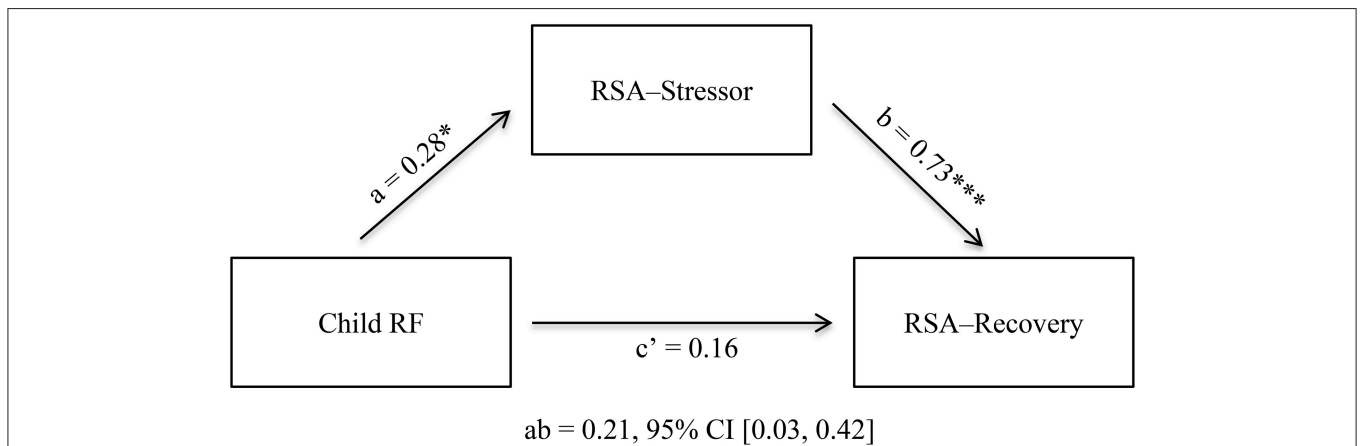 RSA–Stressor
a = 0.28*
b = 0.73***
Child RF
RSA–Recovery
c’ = 0.16
ab = 0.21, 95% CI [0.03, 0.42]